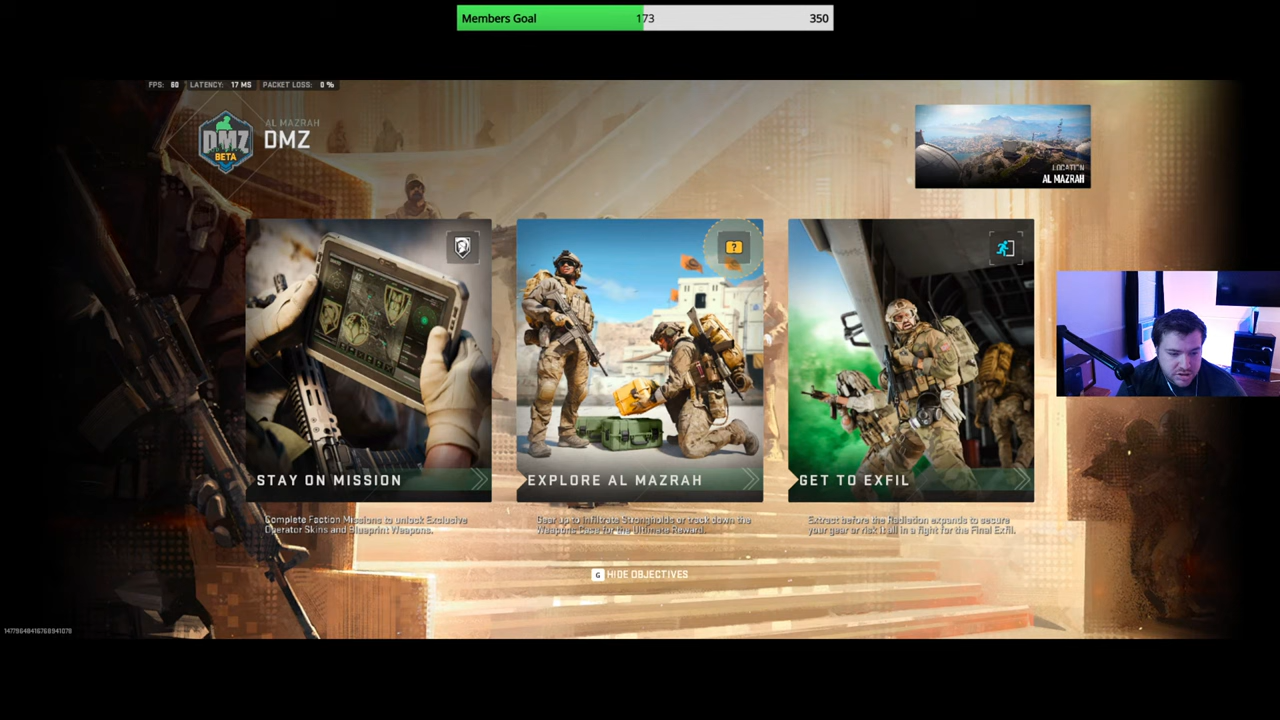 Members Goal 173 350
FPS: 60 LATENCY: 17 MS PACKET LOSS: 0 %
DMZ
BETA
AL MAZRAH
DMZ
LOCATION
AL MAZRAH
?
STAY ON MISSION
EXPLORE AL MAZRAH
GET TO EXFIL
Complete Faction Missions to unlock Exclusive
Operator Skins and Blueprint Weapons.
Gear up to Infiltrate Strongholds or track down the
Weapons Case for the Ultimate Reward.
Extract before the Radiation expands to secure
your gear or risk it all in a fight for the Final Exfil.
G HIDE OBJECTIVES